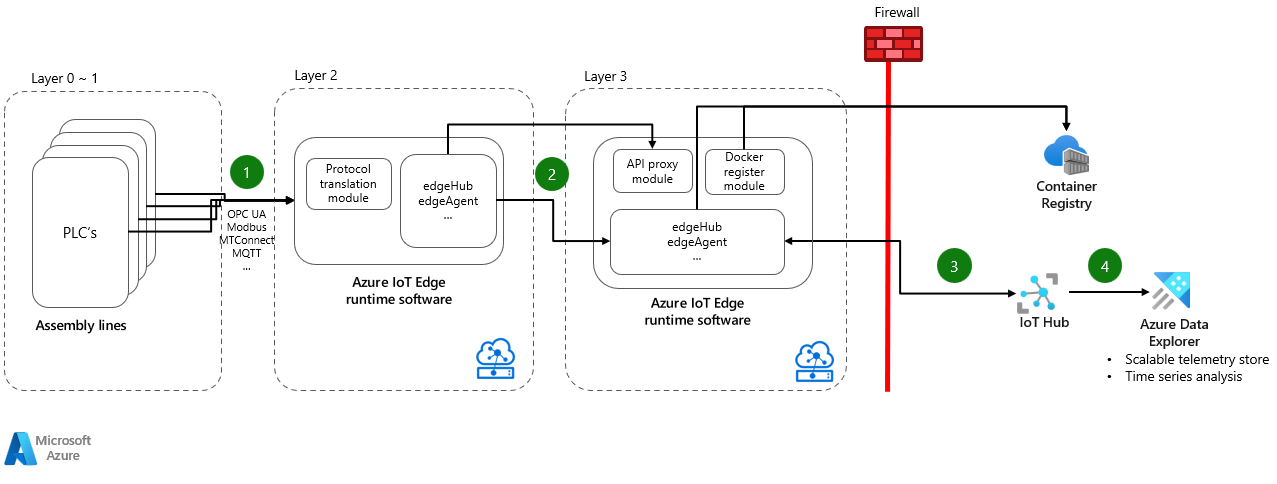 Firewall
Layer 0 ~ 1
Layer 2
Layer 3
1
2
3
4
PLC's
Assembly lines
OPC UA
Modbus
MTConnect
MQTT
...
Protocol
translation
module
edgeHub
edgeAgent
...
Azure IoT Edge
runtime software
API proxy
module
Docker
register
module
edgeHub
edgeAgent
...
Azure IoT Edge
runtime software
Container
Registry
IoT Hub
Azure Data
Explorer
• Scalable telemetry store
• Time series analysis
Microsoft
Azure